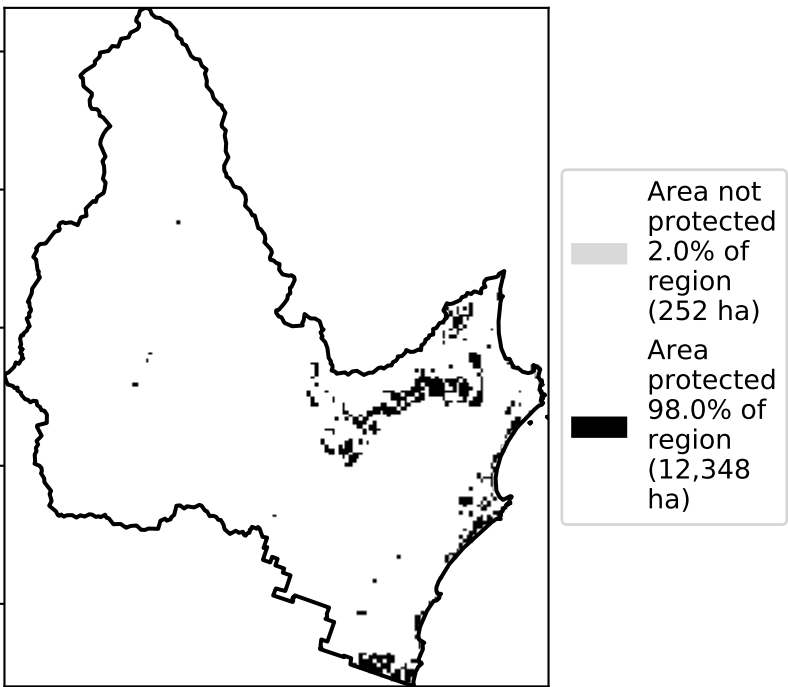 Area not
protected
2.0% of
region
(252 ha)
Area
protected
98.0% of
region
(12,348
ha)